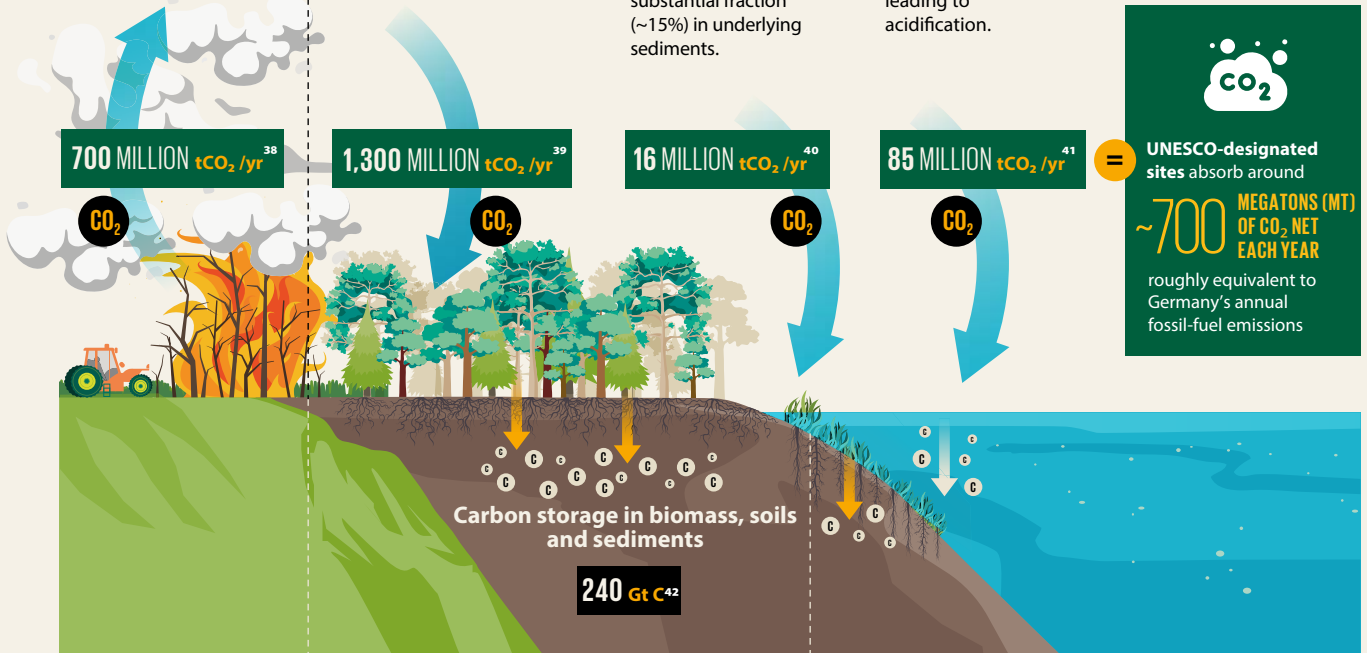 substantial fraction
(~15%) in underlying
sediments.
leading to
acidification.
700 MILLION tCO₂ /yr³⁸
1,300 MILLION tCO₂ /yr³⁹
16 MILLION tCO₂ /yr⁴⁰
85 MILLION tCO₂ /yr⁴¹
=
CO₂
CO₂
CO₂
CO₂
CO₂
UNESCO-designated
sites absorb around
~700 MEGATONS (MT)
OF CO₂ NET
EACH YEAR
roughly equivalent to
Germany’s annual
fossil-fuel emissions
C C C C C C C C C C C C C C
C C C C
C C C C C
Carbon storage in biomass, soils
and sediments
240 Gt C⁴²